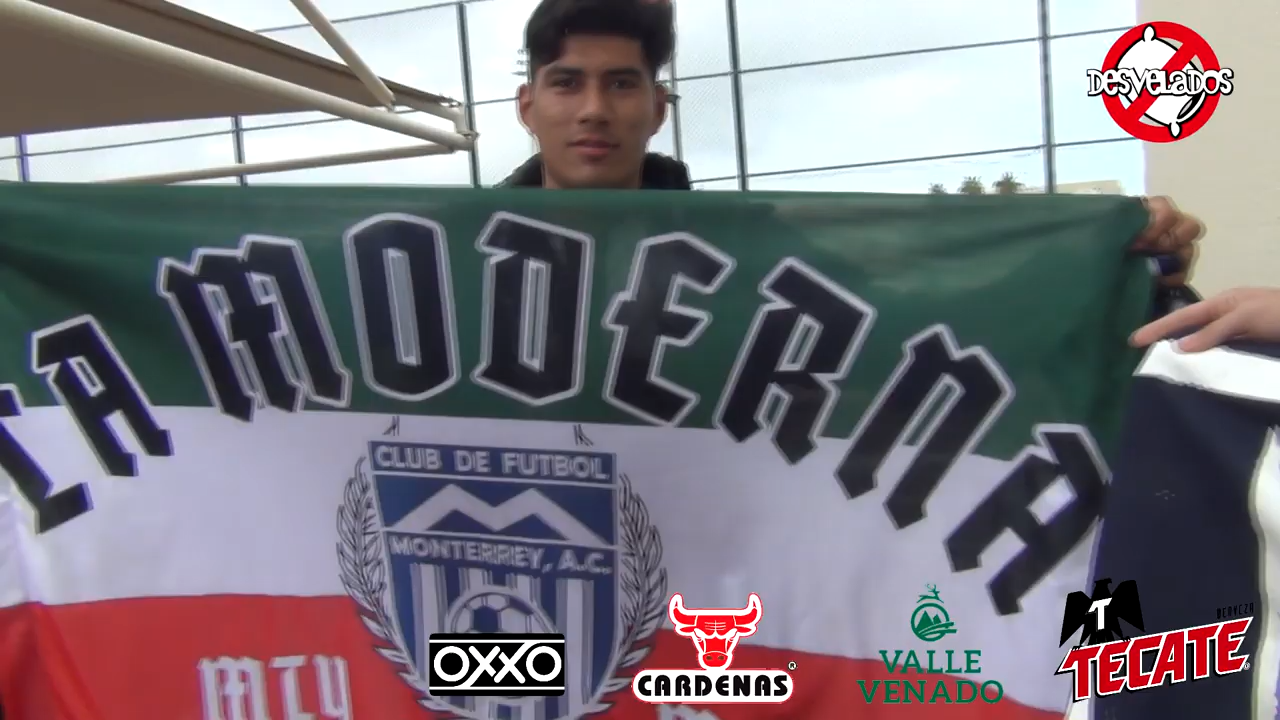 DESVELADOS
LA MODERNA
CLUB DE FUTBOL
MONTERREY, A.C.
MTY
OXXO
CARDENAS®
VALLE
VENADO
T
CERVEZA
TECATE®